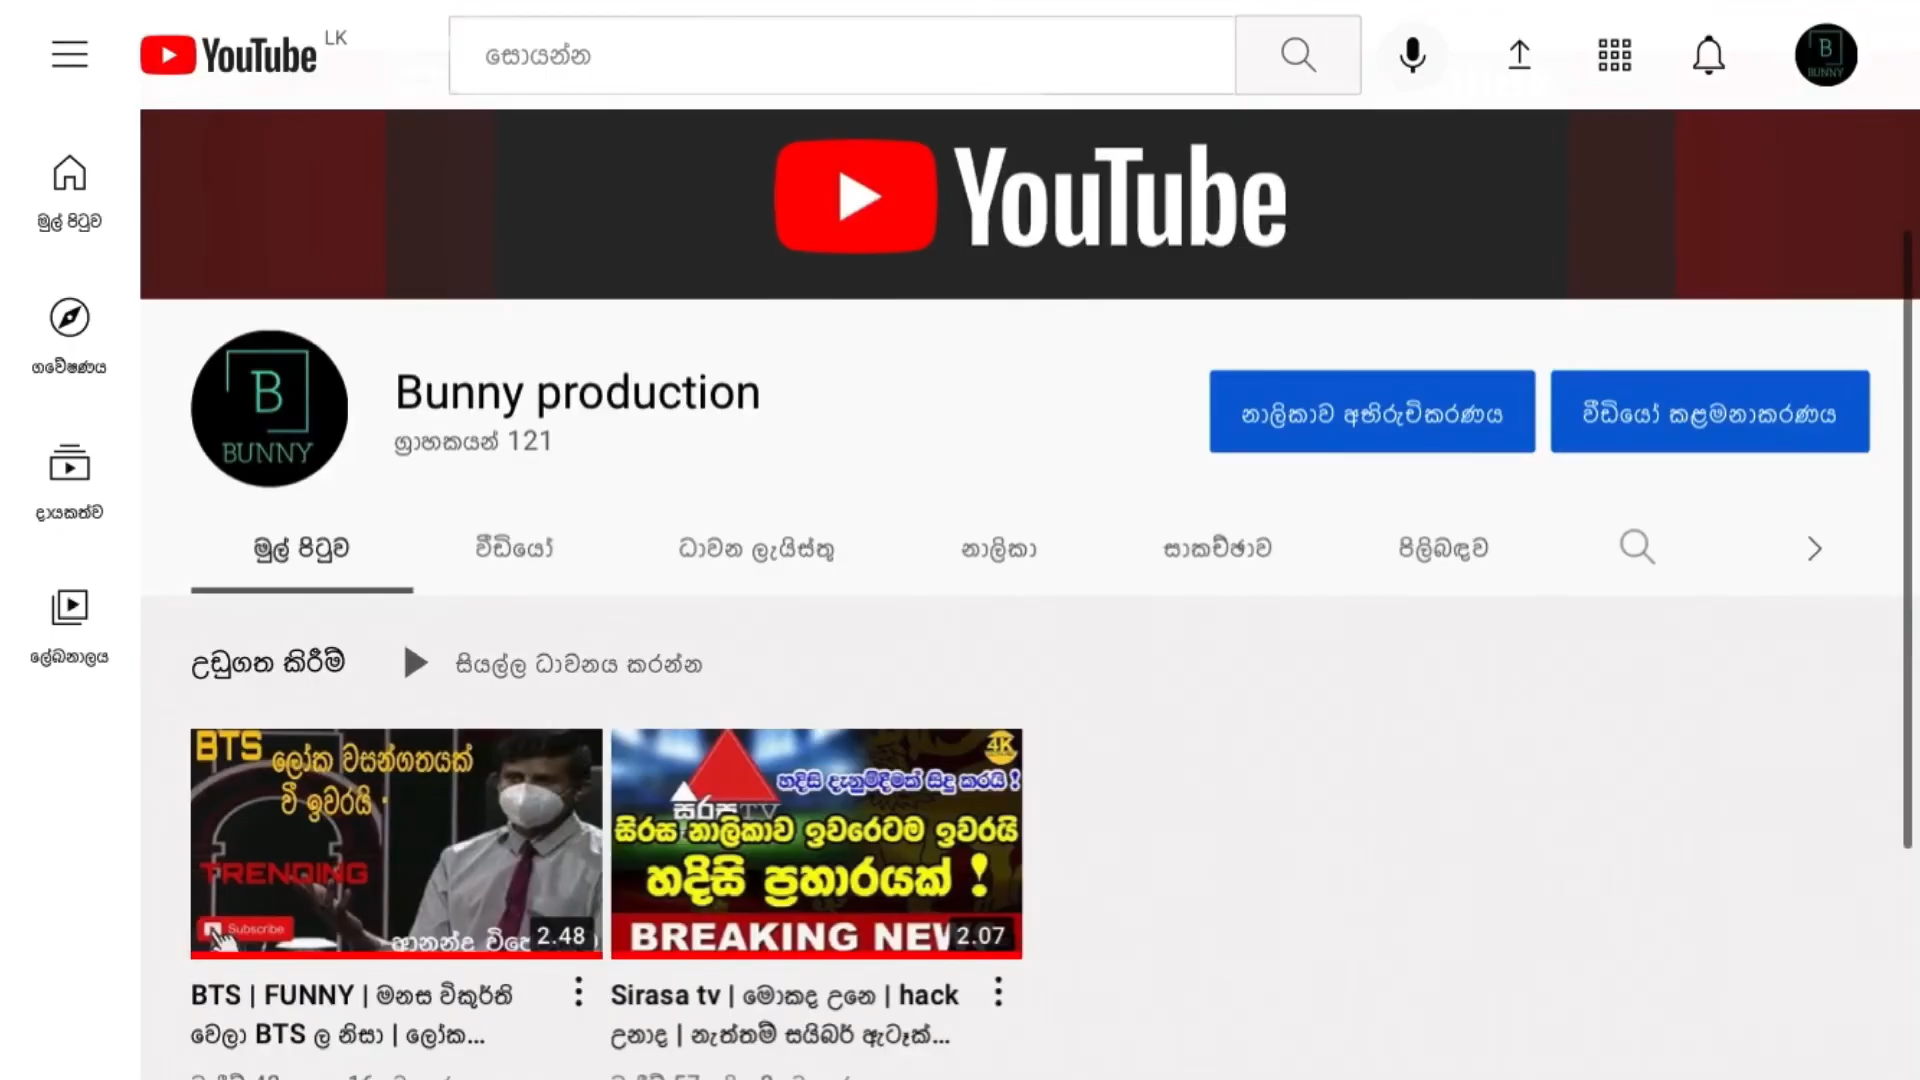 YouTube LK
සොයන්න
B
BUNNY
YouTube
මුල් පිටුව
ගවේෂණය
දායකත්ව
ලේඛනාලය
B
BUNNY
Bunny production
ග්‍රාහකයන් 121
නාලිකාව අභිරුචිකරණය
වීඩියෝ කළමනාකරණය
මුල් පිටුව
වීඩියෝ
ධාවන ලැයිස්තු
නාලිකා
සාකච්ඡාව
පිලිබඳව
උඩුගත කිරීම්
සියල්ල ධාවනය කරන්න
BTS ලෝක වසන්ගතයක්
වී ඉවරයි
TRENDING
Subscribe
ආනන්ද
2.48
4K
හදිසි දැනුම්දීමක් සිදු කරයි !
සිරස TV
සිරස නාලිකාව ඉවරෙටම ඉවරයි
හදිසි ප්‍රහාරයක් !
BREAKING NEW
2.07
BTS | FUNNY | මනස විකුර්ති
වෙලා BTS ල නිසා | ලෝක...
Sirasa tv | මොකද උනෙ | hack
උනාද | නැත්තම් සයිබර් ඇටෑක්...